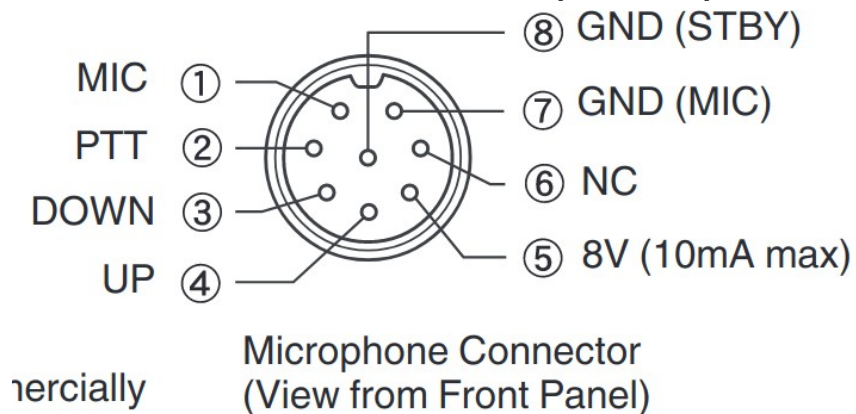 MIC ①
PTT ②
DOWN ③
UP ④
⑧ GND (STBY)
⑦ GND (MIC)
⑥ NC
⑤ 8V (10mA max)
Microphone Connector
(View from Front Panel)